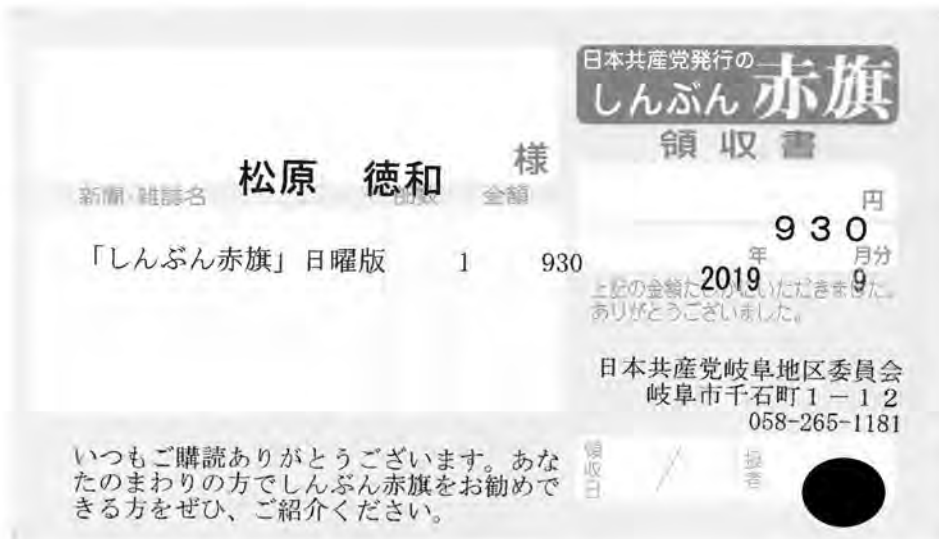 日本共産党発行の
しんぶん赤旗
領収書
松原 徳和 様
新聞・雑誌名 部数 金額
「しんぶん赤旗」日曜版 1 930
円
930
年 月分
2019 9
上記の金額たしかにいただきました。
ありがとうございました。
日本共産党岐阜地区委員会
岐阜市千石町1-12
058-265-1181
いつもご購読ありがとうございます。あな
たのまわりの方でしんぶん赤旗をお勧めで
きる方をぜひ、ご紹介ください。
領収日 / 扱者